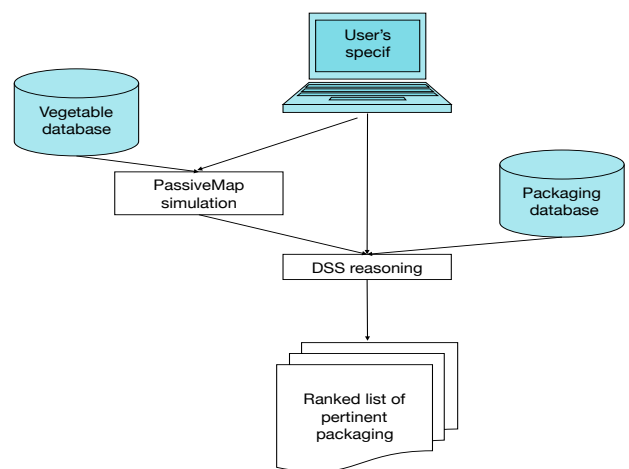 User's
specif
Vegetable
database
PassiveMap
simulation
Packaging
database
DSS reasoning
Ranked list of
pertinent
packaging